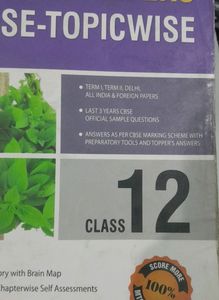 SE-TOPICWISE
• TERM I, TERM II, DELHI,
ALL INDIA & FOREIGN PAPERS
• LAST 3 YEARS CBSE
OFFICIAL SAMPLE QUESTIONS
• ANSWERS AS PER CBSE MARKING SCHEME WITH
PREPARATORY TOOLS AND TOPPER'S ANSWERS
CLASS 12
ory with Brain Map
hapterwise Self Assessments
SCORE MORE
100%